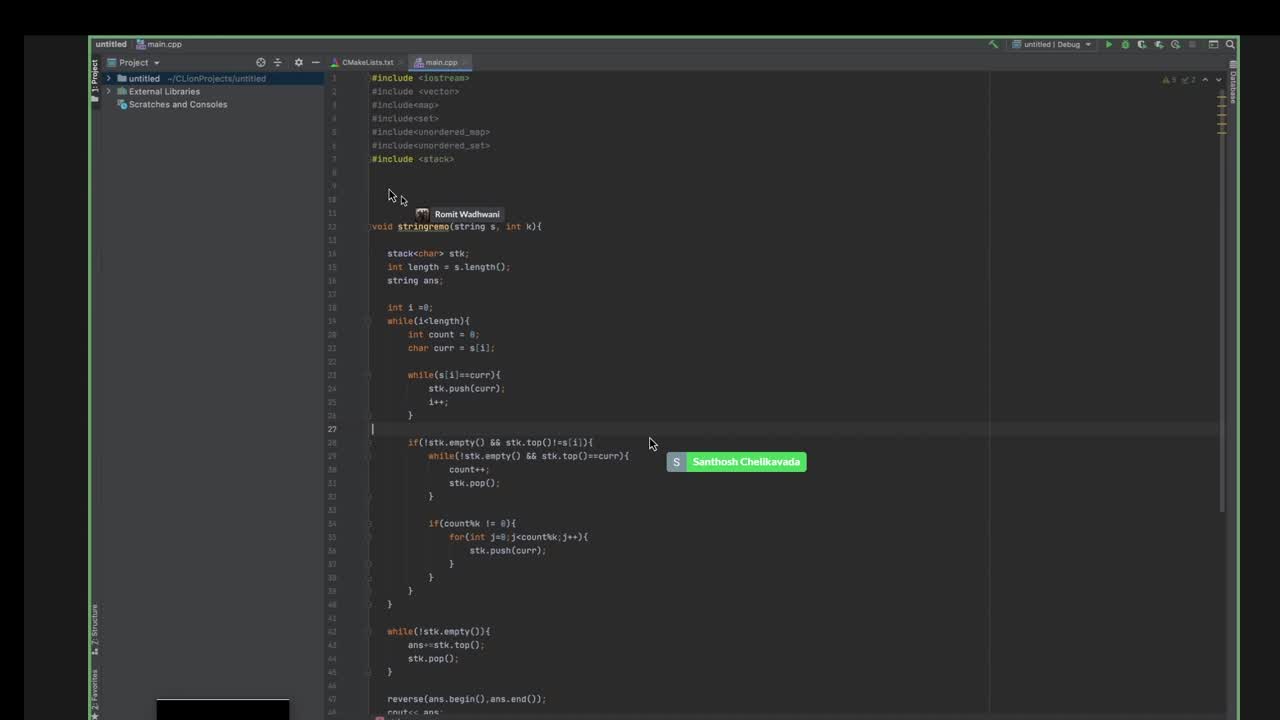 untitled main.cpp untitled | Debug
Project CMakeLists.txt main.cpp
1: Project
Database
untitled ~/CLionProjects/untitled
External Libraries
Scratches and Consoles
1 #include <iostream>
2 #include <vector>
3 #include<map>
4 #include<set>
5 #include<unordered_map>
6 #include<unordered_set>
7 #include <stack>
8
9
10
11
Romit Wadhwani
12 void stringremo(string s, int k){
13
14 stack<char> stk;
15 int length = s.length();
16 string ans;
17
18 int i =0;
19 while(i<length){
20 int count = 0;
21 char curr = s[i];
22
23 while(s[i]==curr){
24 stk.push(curr);
25 i++;
26 }
27
28 if(!stk.empty() && stk.top()!=s[i]){
29 while(!stk.empty() && stk.top()==curr){
S Santhosh Chelikavada
30 count++;
31 stk.pop();
32 }
33
34 if(count%k != 0){
35 for(int j=0;j<count%k;j++){
36 stk.push(curr);
37 }
38 }
39 }
40 }
41
42 while(!stk.empty()){
43 ans+=stk.top();
44 stk.pop();
45 }
46
47 reverse(ans.begin(),ans.end());
48 cout<< ans;
7: Structure
2: Favorites